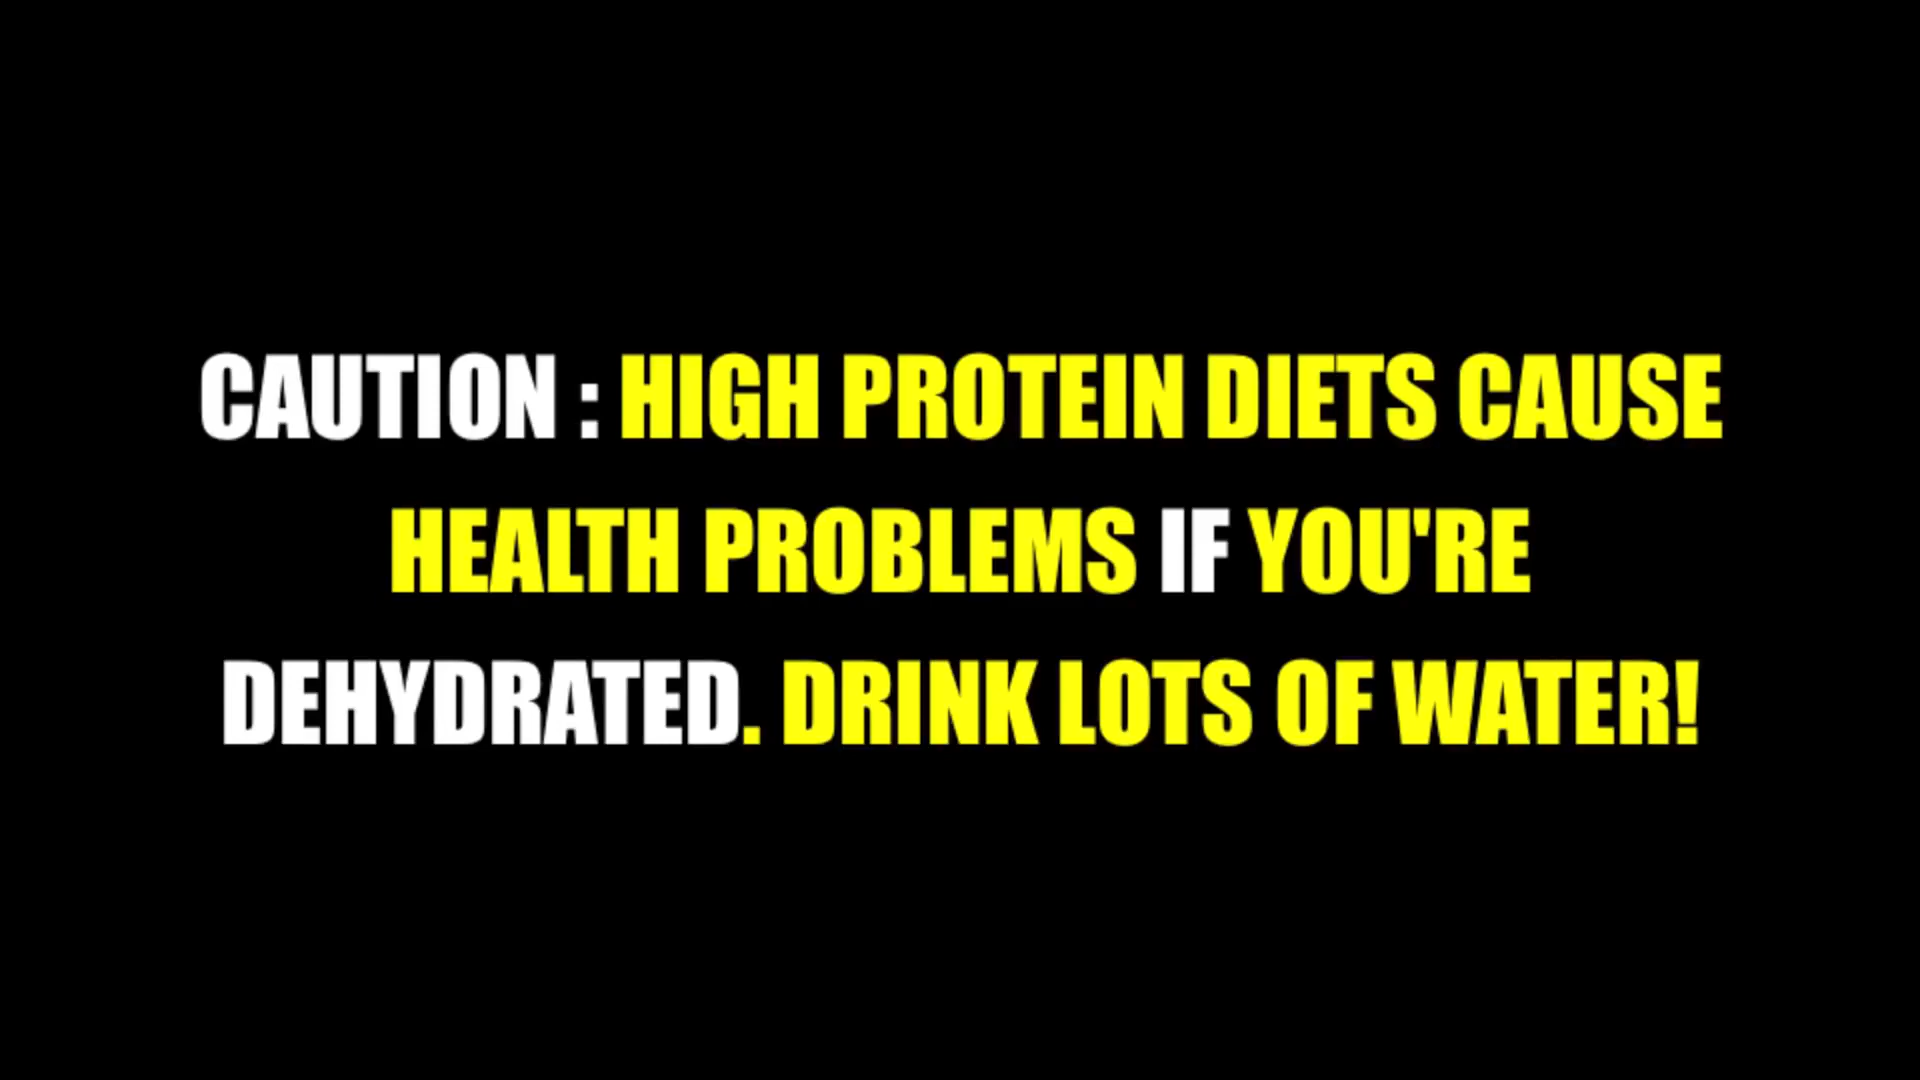 CAUTION : HIGH PROTEIN DIETS CAUSE
HEALTH PROBLEMS IF YOU'RE
DEHYDRATED. DRINK LOTS OF WATER!